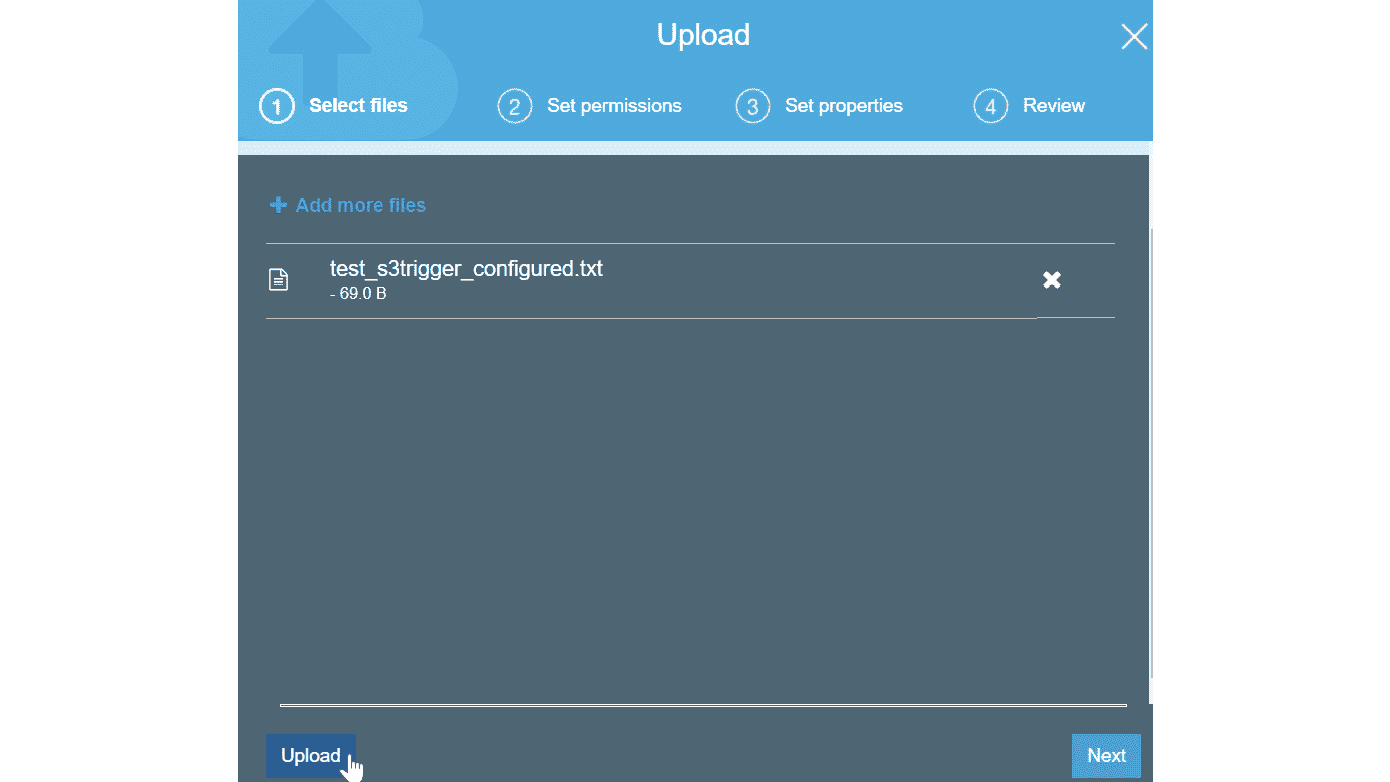 Upload
1 Select files
2 Set permissions
3 Set properties
4 Review
Add more files
test_s3trigger_configured.txt
- 69.0 B
Upload
Next